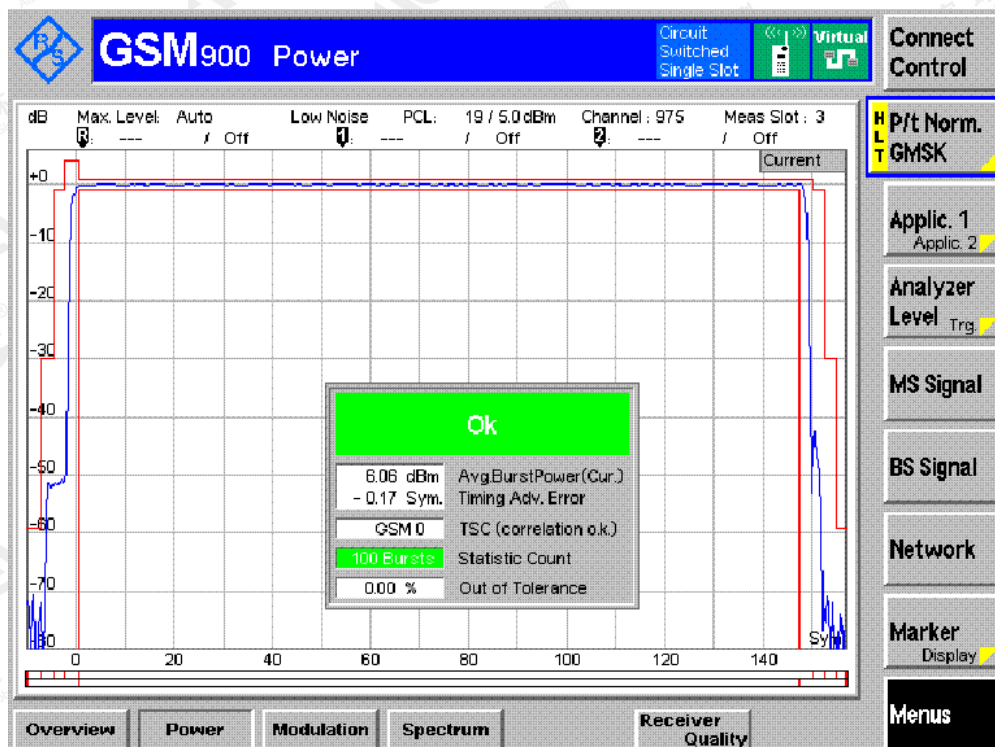 R/S
GSM900 Power
Circuit
Switched
Single Slot
Virtual
Connect
Control
dB Max. Level: Auto Low Noise PCL: 19 / 5.0 dBm Channel : 975 Meas Slot : 3
R: --- / Off 1: --- / Off 2: --- / Off
Current
H
L
T
P/t Norm.
GMSK
Applic. 1
Applic. 2
Analyzer
Level Trg.
MS Signal
BS Signal
Network
Marker
Display
Menus
+0
-10
-20
-30
-40
-50
-60
-70
-80
Ok
6.06 dBm Avg.BurstPower(Cur.)
- 0.17 Sym. Timing Adv. Error
GSM 0 TSC (correlation o.k.)
100 Bursts Statistic Count
0.00 % Out of Tolerance
0 20 40 60 80 100 120 140
Overview Power Modulation Spectrum Receiver
Quality